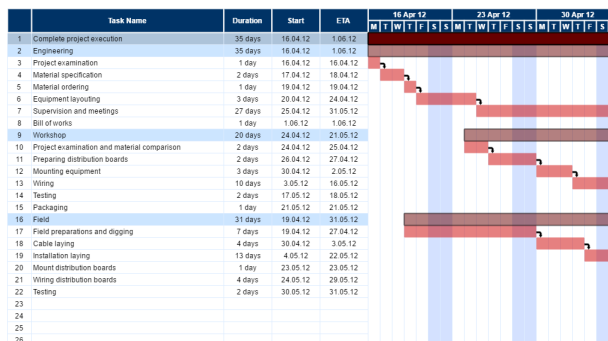 16 Apr 12 23 Apr 12 30 Apr 12
Task Name Duration Start ETA M T W T F S S M T W T F S S M T W T F S
1 Complete project execution 35 days 16.04.12 1.06.12
2 Engineering 35 days 16.04.12 1.06.12
3 Project examination 1 day 16.04.12 16.04.12
4 Material specification 2 days 17.04.12 18.04.12
5 Material ordering 1 day 19.04.12 19.04.12
6 Equipment layouting 3 days 20.04.12 24.04.12
7 Supervision and meetings 27 days 25.04.12 31.05.12
8 Bill of works 1 day 1.06.12 1.06.12
9 Workshop 20 days 24.04.12 21.05.12
10 Project examination and material comparison 2 days 24.04.12 25.04.12
11 Preparing distribution boards 2 days 26.04.12 27.04.12
12 Mounting equipment 3 days 30.04.12 2.05.12
13 Wiring 10 days 3.05.12 16.05.12
14 Testing 2 days 17.05.12 18.05.12
15 Packaging 1 day 21.05.12 21.05.12
16 Field 31 days 19.04.12 31.05.12
17 Field preparations and digging 7 days 19.04.12 27.04.12
18 Cable laying 4 days 30.04.12 3.05.12
19 Installation laying 13 days 4.05.12 22.05.12
20 Mount distribution boards 1 day 23.05.12 23.05.12
21 Wiring distribution boards 4 days 24.05.12 29.05.12
22 Testing 2 days 30.05.12 31.05.12
23
24
25
26